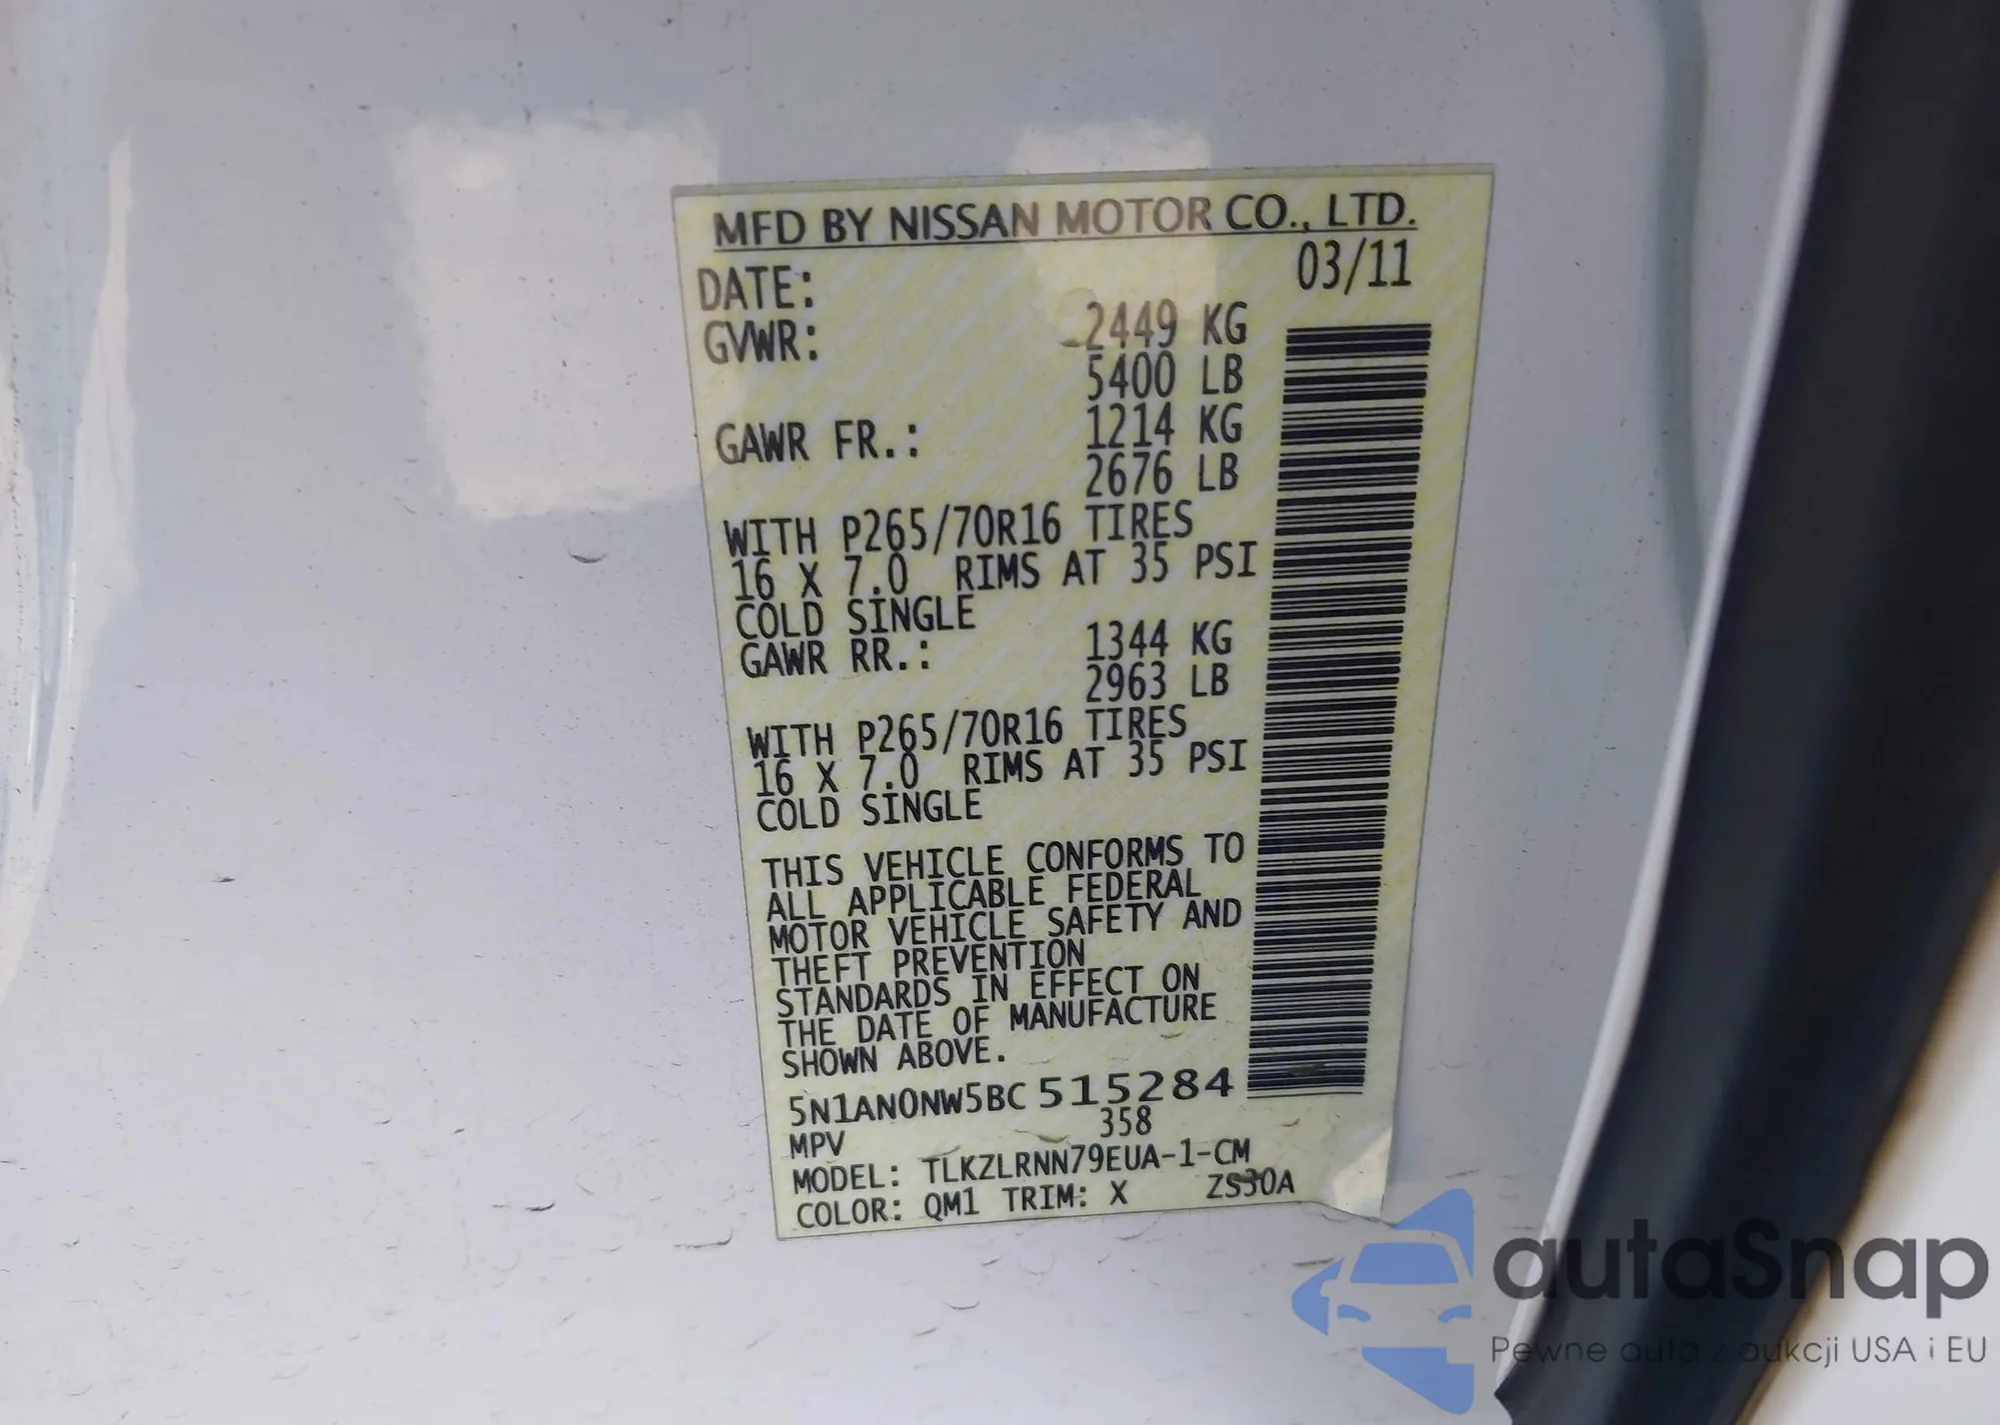 MFD BY NISSAN MOTOR CO., LTD.
DATE: 03/11
GVWR: 2449 KG
5400 LB
GAWR FR.: 1214 KG
2676 LB
WITH P265/70R16 TIRES
16 X 7.0 RIMS AT 35 PSI
COLD SINGLE
GAWR RR.: 1344 KG
2963 LB
WITH P265/70R16 TIRES
16 X 7.0 RIMS AT 35 PSI
COLD SINGLE
THIS VEHICLE CONFORMS TO
ALL APPLICABLE FEDERAL
MOTOR VEHICLE SAFETY AND
THEFT PREVENTION
STANDARDS IN EFFECT ON
THE DATE OF MANUFACTURE
SHOWN ABOVE.
5N1AN0NW5BC 515284
MPV 358
MODEL: TLKZLRNN79EUA-1-CM
COLOR: QM1 TRIM: X ZS30A
autaSnap
Pewne auta z aukcji USA i EU